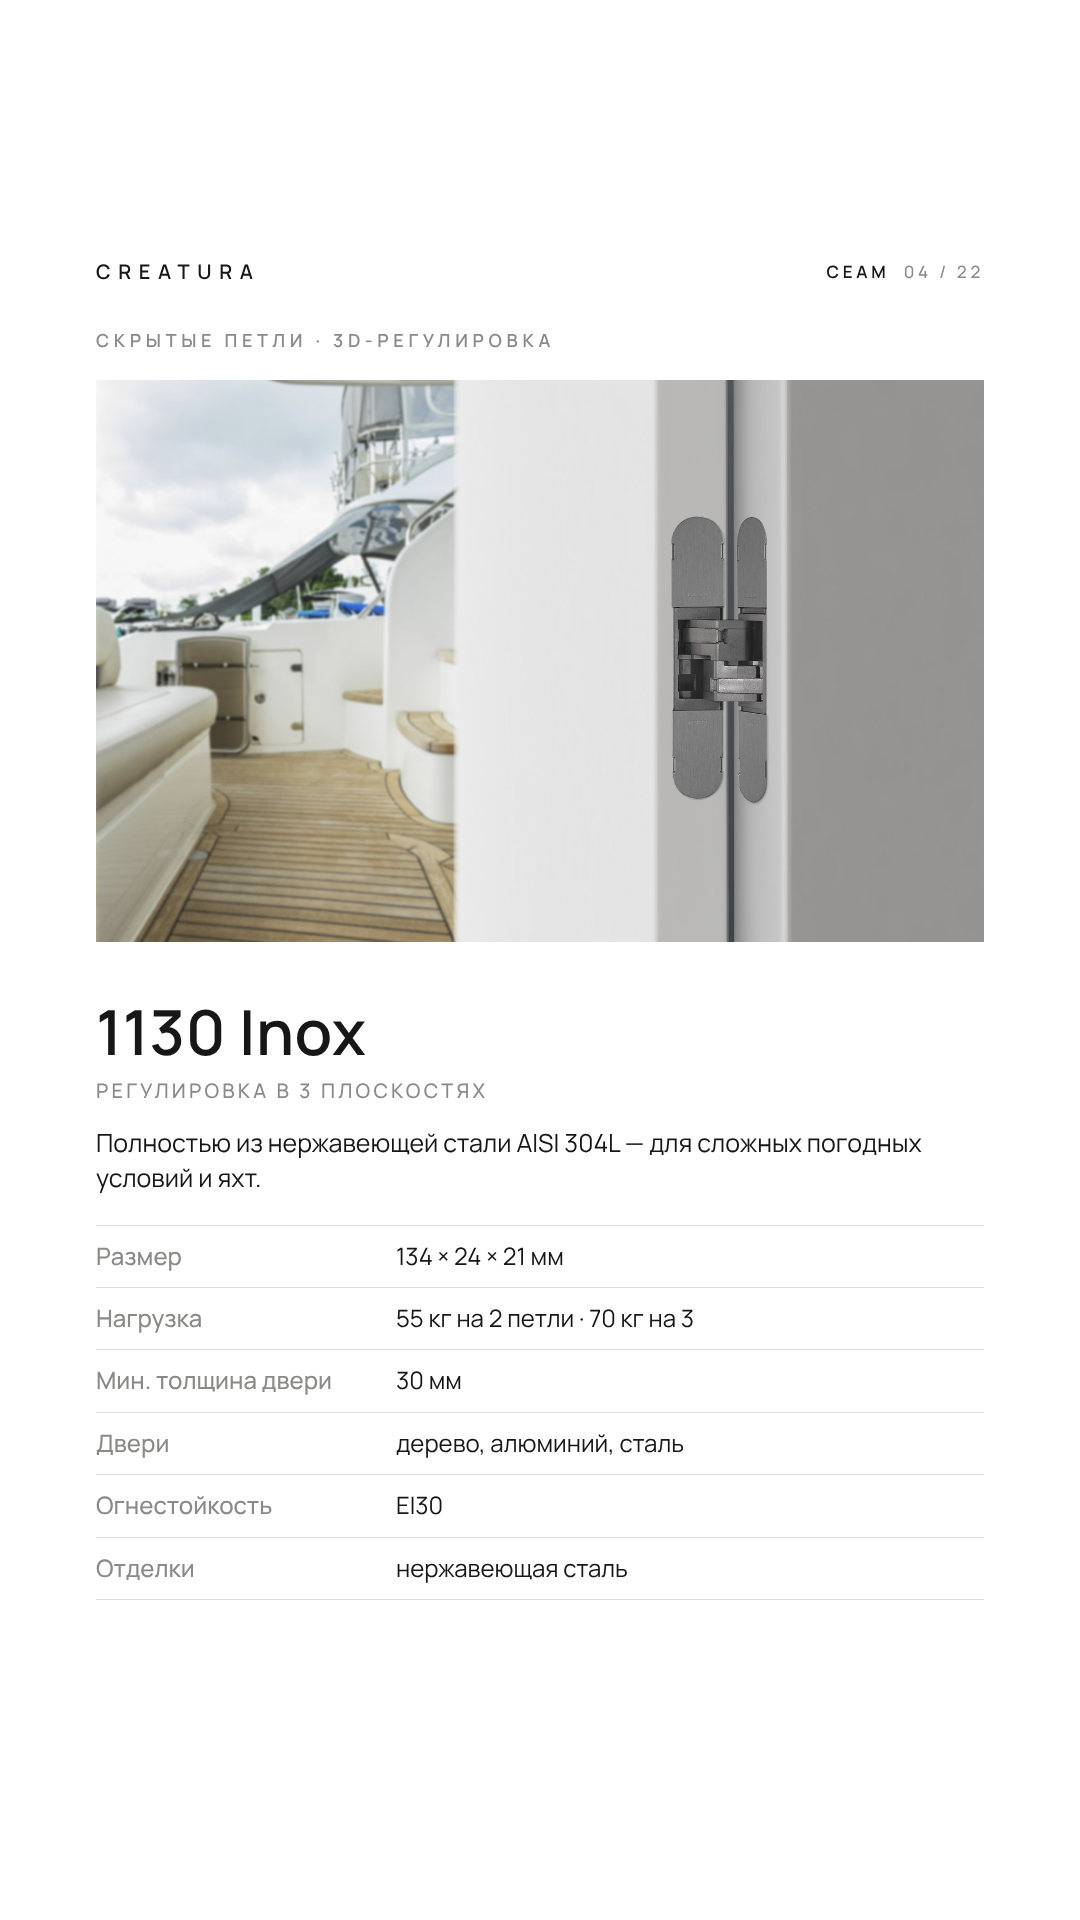 CREATURA
CEAM 04 / 22
СКРЫТЫЕ ПЕТЛИ · 3D-РЕГУЛИРОВКА
1130 Inox
РЕГУЛИРОВКА В 3 ПЛОСКОСТЯХ
Полностью из нержавеющей стали AISI 304L — для сложных погодных
условий и яхт.
Размер 134 × 24 × 21 мм
Нагрузка 55 кг на 2 петли · 70 кг на 3
Мин. толщина двери 30 мм
Двери дерево, алюминий, сталь
Огнестойкость EI30
Отделки нержавеющая сталь